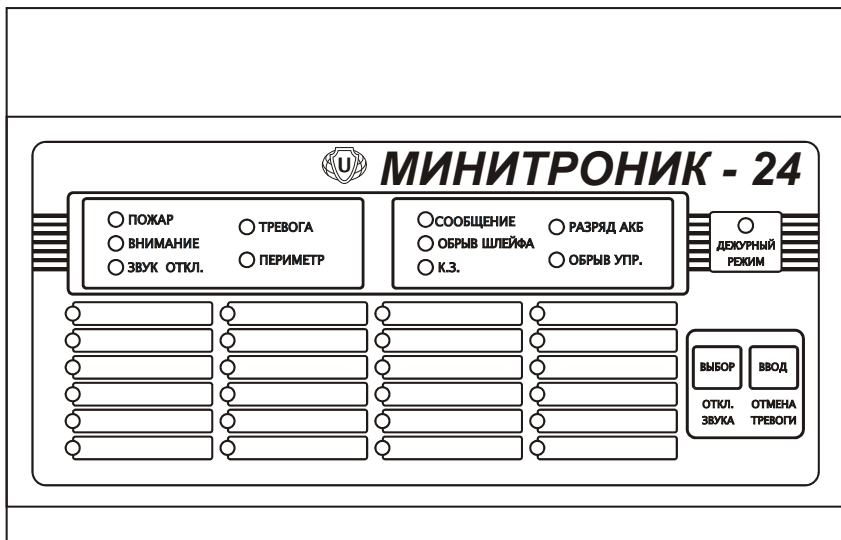 U
МИНИТРОНИК - 24
ПОЖАР
ВНИМАНИЕ
ЗВУК ОТКЛ.
ТРЕВОГА
ПЕРИМЕТР
СООБЩЕНИЕ
ОБРЫВ ШЛЕЙФА
К.З.
РАЗРЯД АКБ
ОБРЫВ УПР.
ДЕЖУРНЫЙ
РЕЖИМ
ВЫБОР
ВВОД
ОТКЛ.
ЗВУКА
ОТМЕНА
ТРЕВОГИ